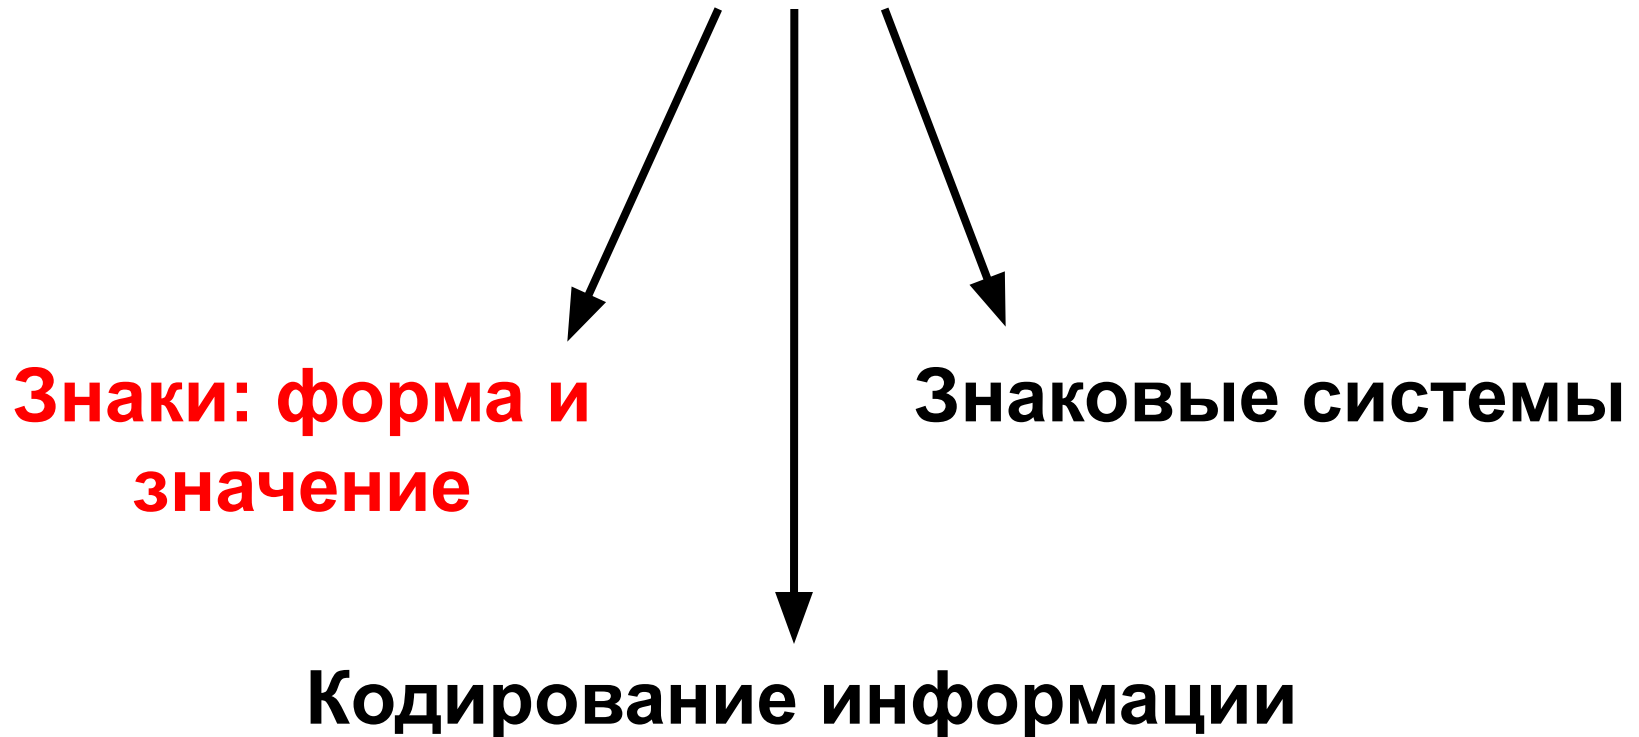 Знаки: форма и
значение
Знаковые системы
Кодирование информации